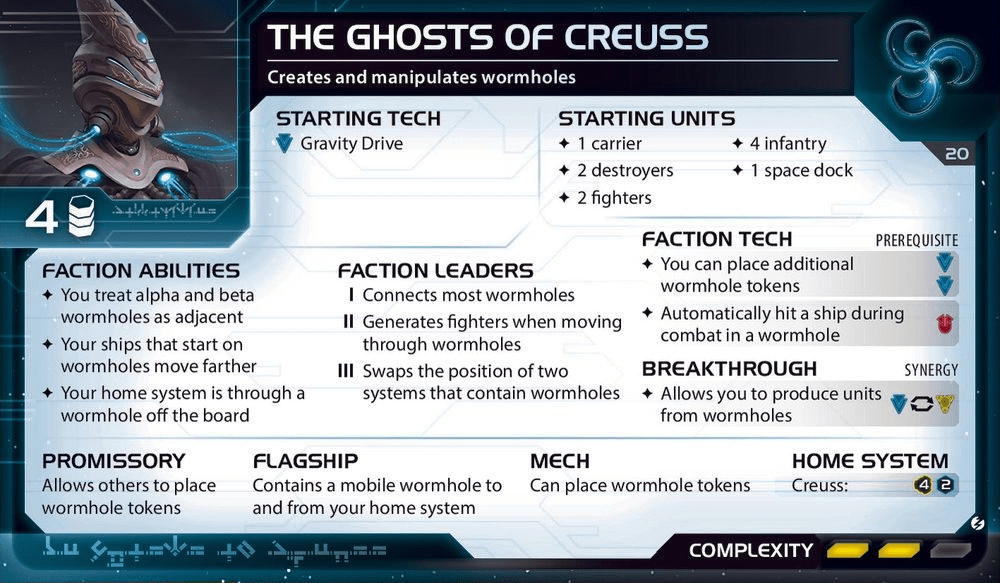 THE GHOSTS OF CREUSS
Creates and manipulates wormholes
20
4
STARTING TECH
Gravity Drive
STARTING UNITS
✦ 1 carrier
✦ 2 destroyers
✦ 2 fighters
✦ 4 infantry
✦ 1 space dock
FACTION ABILITIES
✦ You treat alpha and beta
wormholes as adjacent
✦ Your ships that start on
wormholes move farther
✦ Your home system is through a
wormhole off the board
FACTION LEADERS
I Connects most wormholes
II Generates fighters when moving
through wormholes
III Swaps the position of two
systems that contain wormholes
FACTION TECH PREREQUISITE
✦ You can place additional
wormhole tokens
✦ Automatically hit a ship during
combat in a wormhole
BREAKTHROUGH SYNERGY
✦ Allows you to produce units
from wormholes
PROMISSORY
Allows others to place
wormhole tokens
FLAGSHIP
Contains a mobile wormhole to
and from your home system
MECH
Can place wormhole tokens
HOME SYSTEM
Creuss: 4 2
COMPLEXITY